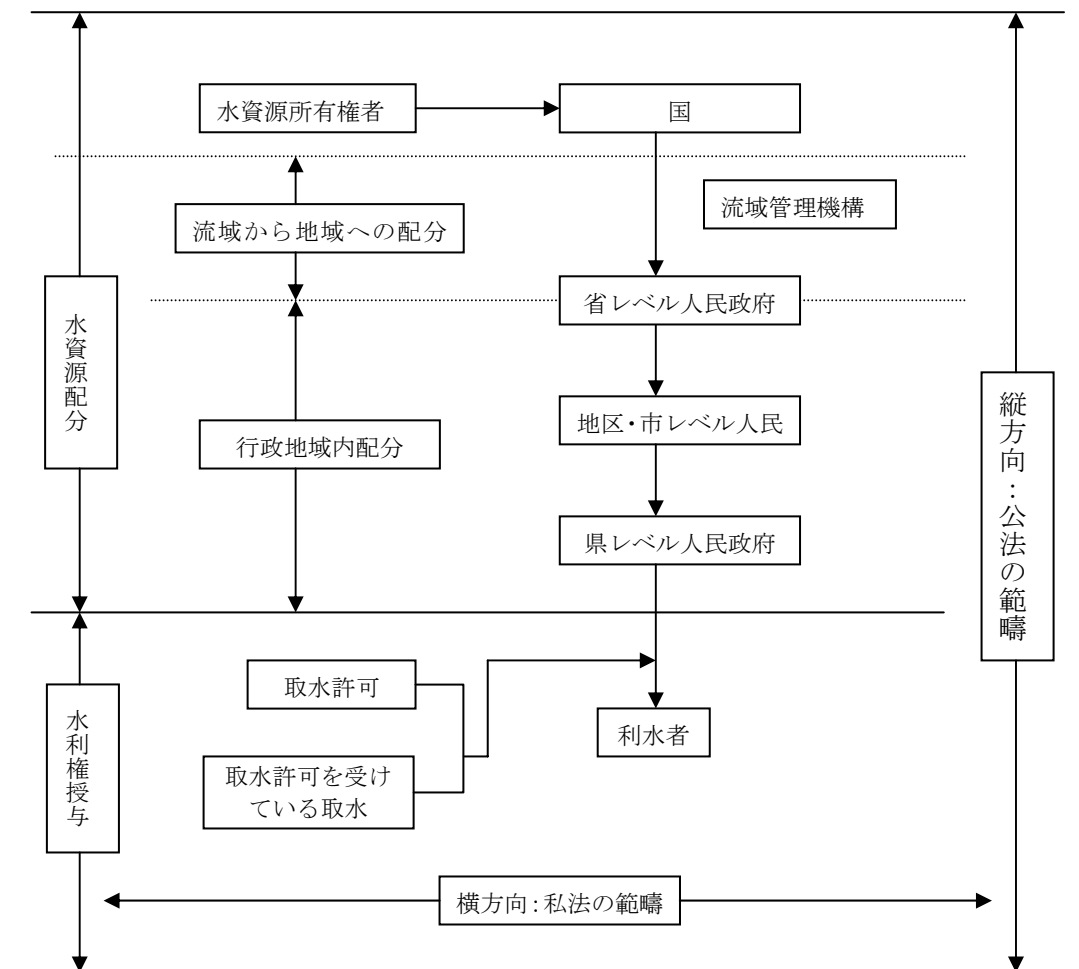 水資源所有権者
国
流域管理機構
流域から地域への配分
省レベル人民政府
水資源配分
地区・市レベル人民
縦方向：公法の範疇
行政地域内配分
県レベル人民政府
取水許可
水利権授与
利水者
取水許可を受け
ている取水
横方向：私法の範疇